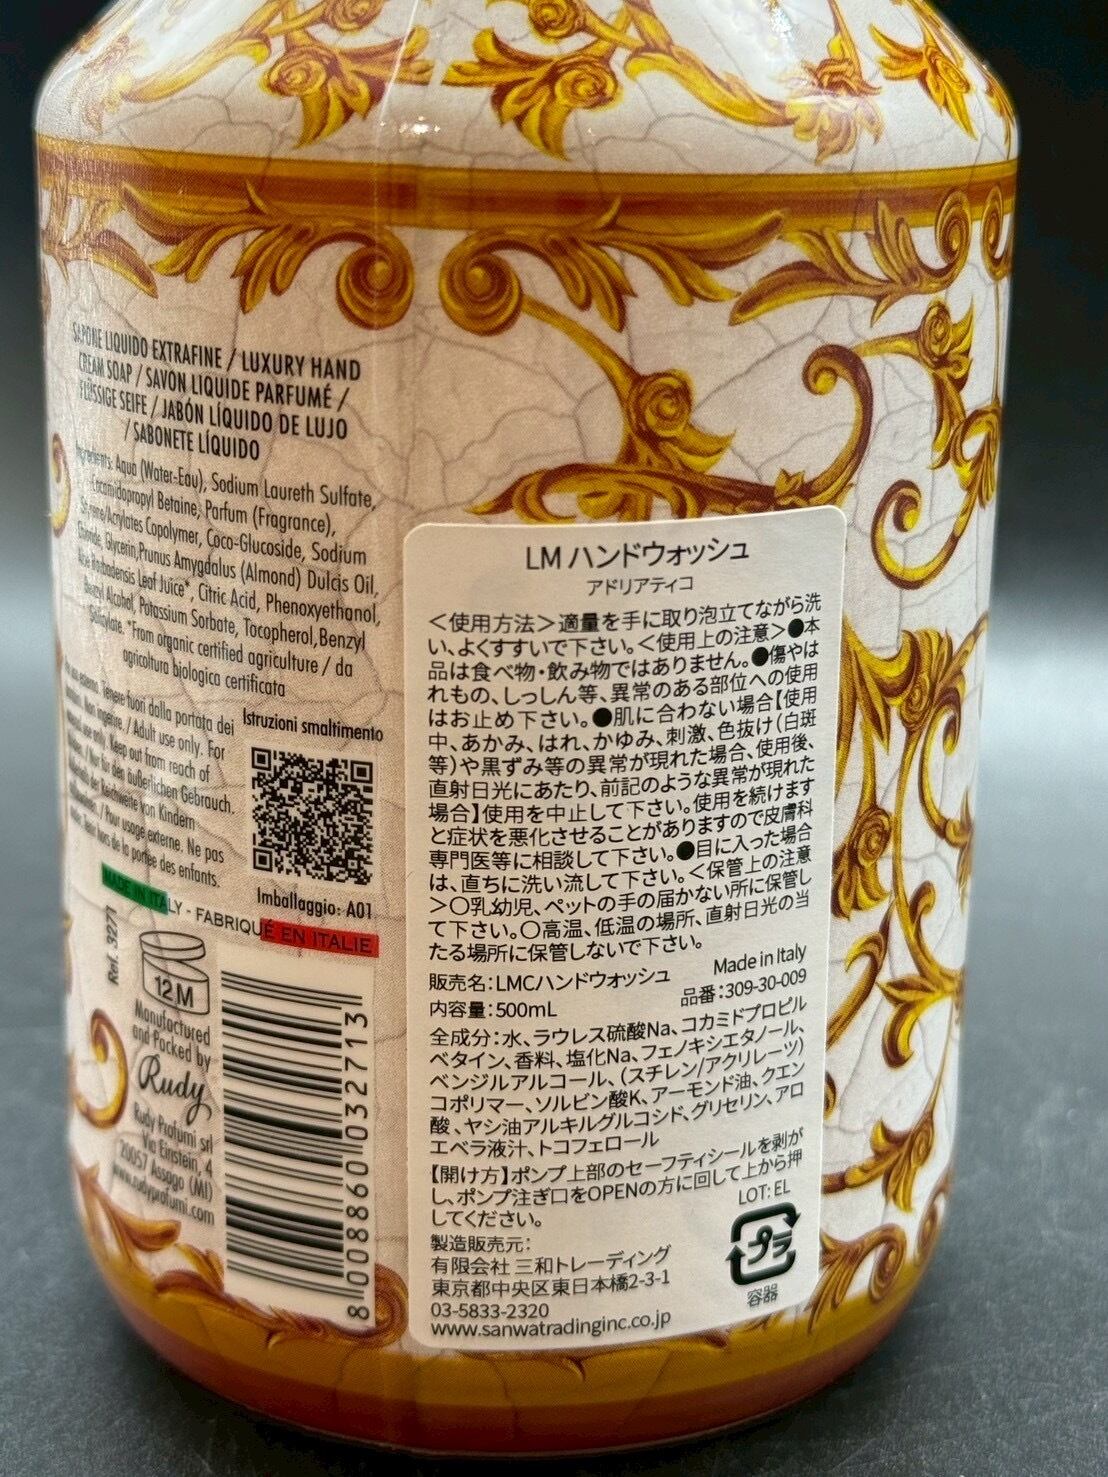 SAPONE LIQUIDO EXTRAFINE / LUXURY HAND
CREAM SOAP / SAVON LIQUIDE PARFUMÉ /
FLÜSSIGE SEIFE / JABÓN LÍQUIDO DE LUJO
/ SABONETE LÍQUIDO
Ingredients: Aqua (Water-Eau), Sodium Laureth Sulfate,
Cocamidopropyl Betaine, Parfum (Fragrance),
Styrene/Acrylates Copolymer, Coco-Glucoside, Sodium
Chloride, Glycerin, Prunus Amygdalus (Almond) Dulcis Oil,
Aloe Barbadensis Leaf Juice*, Citric Acid, Phenoxyethanol,
Benzyl Alcohol, Potassium Sorbate, Tocopherol, Benzyl
Salicylate. *From organic certified agriculture / da
agricoltura biologica certificata
esterno. Tenere fuori dalla portata dei
Non ingerire. / Adult use only. For
use only. Keep out from reach of
/ Nur für den äußerlichen Gebrauch.
der Reichweite von Kindern
/ Pour usage externe. Ne pas
hors de la portée des enfants.
Istruzioni smaltimento
Imballaggio: A01
MADE IN ITALY - FABRIQUÉ EN ITALIE
Ref. 3271
12 M
Manufactured
and Packed by
Rudy
Rudy Profumi srl
Via Einstein, 4
20057 Assago (MI)
www.rudyprofumi.com
8 008860 032713
LM ハンドウォッシュ
アドリアティコ
＜使用方法＞適量を手に取り泡立てながら洗
い、よくすすいで下さい。＜使用上の注意＞●本
品は食べ物・飲み物ではありません。●傷やは
れもの、しっしん等、異常のある部位への使用
はお止め下さい。●肌に合わない場合【使用
中、あかみ、はれ、かゆみ、刺激、色抜け(白斑
等)や黒ずみ等の異常が現れた場合、使用後、
直射日光にあたり、前記のような異常が現れた
場合】使用を中止して下さい。使用を続けます
と症状を悪化させることがありますので皮膚科
専門医等に相談して下さい。●目に入った場合
は、直ちに洗い流して下さい。＜保管上の注意
＞○乳幼児、ペットの手の届かない所に保管し
て下さい。○高温、低温の場所、直射日光の当
たる場所に保管しないで下さい。
Made in Italy
販売名：LMCハンドウォッシュ
品番：309-30-009
内容量：500mL
全成分：水、ラウレス硫酸Na、コカミドプロピル
ベタイン、香料、塩化Na、フェノキシエタノール、
ベンジルアルコール、(スチレン/アクリレーツ)
コポリマー、ソルビン酸K、アーモンド油、クエン
酸、ヤシ油アルキルグルコシド、グリセリン、アロ
エベラ液汁、トコフェロール
【開け方】ポンプ上部のセーフティシールを剥が
し、ポンプ注ぎ口をOPENの方に回して上から押
してください。
LOT: EL
製造販売元：
有限会社 三和トレーディング
東京都中央区東日本橋2-3-1
03-5833-2320
www.sanwatradinginc.co.jp
プラ
容器